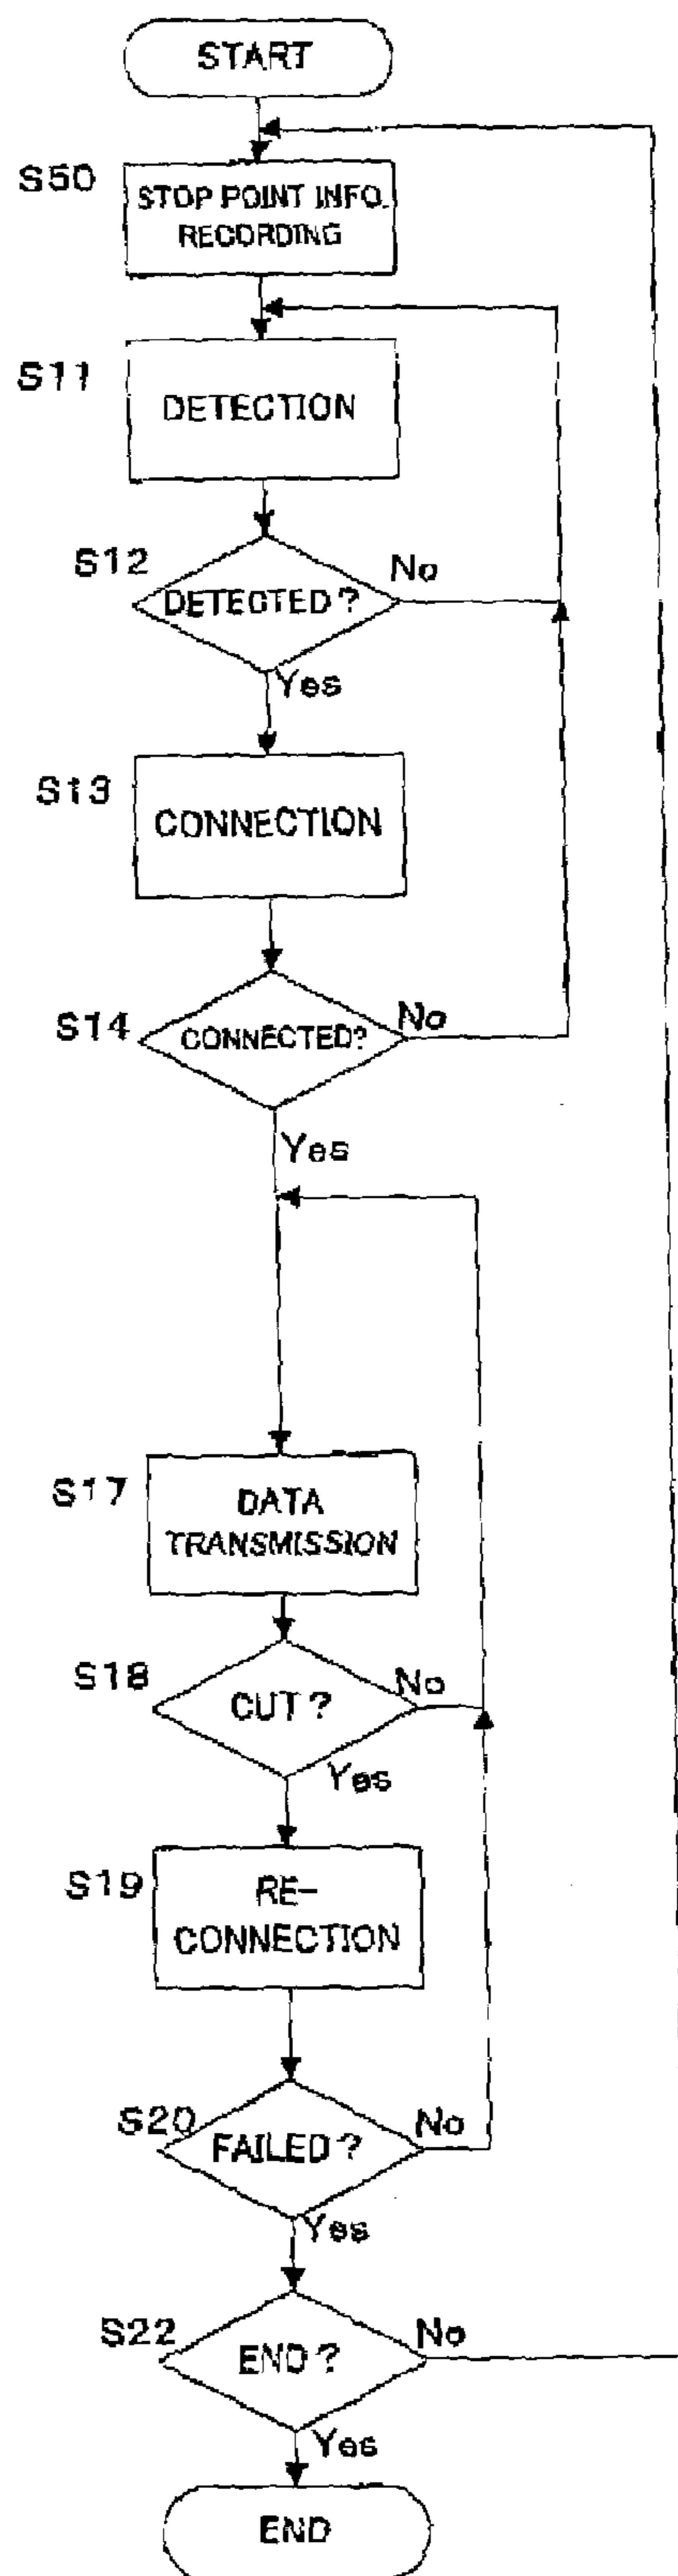 START
S50
STOP POINT INFO.
RECORDING
S11
DETECTION
S12
DETECTED?
No
Yes
S13
CONNECTION
S14
CONNECTED?
No
Yes
S17
DATA
TRANSMISSION
S18
CUT?
No
Yes
S19
RE-
CONNECTION
S20
FAILED?
No
Yes
S22
END?
No
Yes
END